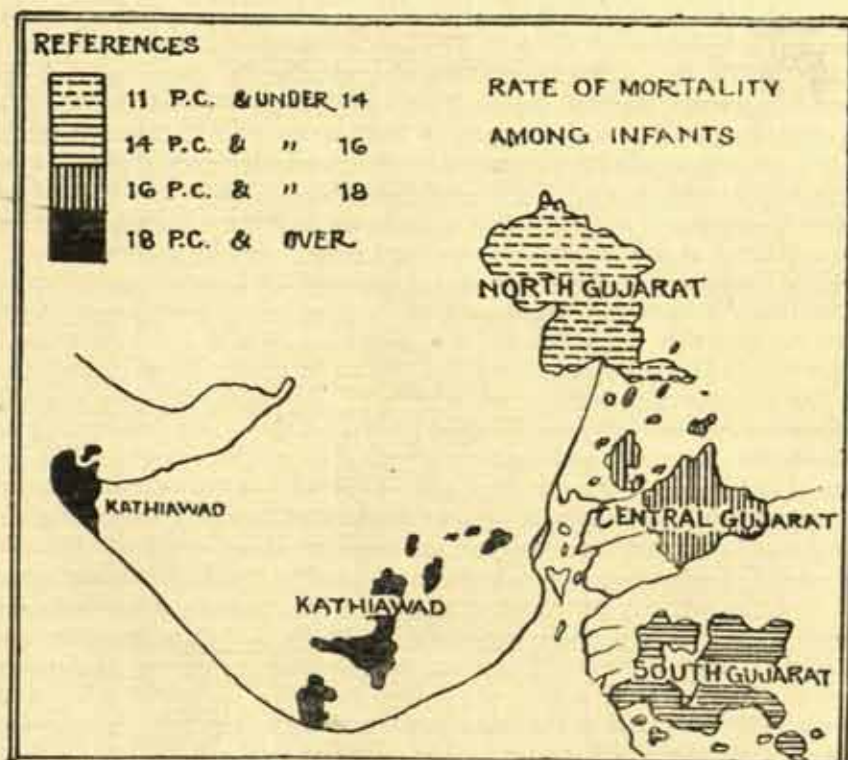 REFERENCES
11 P.C. & UNDER 14
14 P.C. & " 16
16 P.C. & " 18
18 P.C. & OVER
RATE OF MORTALITY
AMONG INFANTS
NORTH GUJARAT
KATHIAWAD
CENTRAL GUJARAT
KATHIAWAD
SOUTH GUJARAT